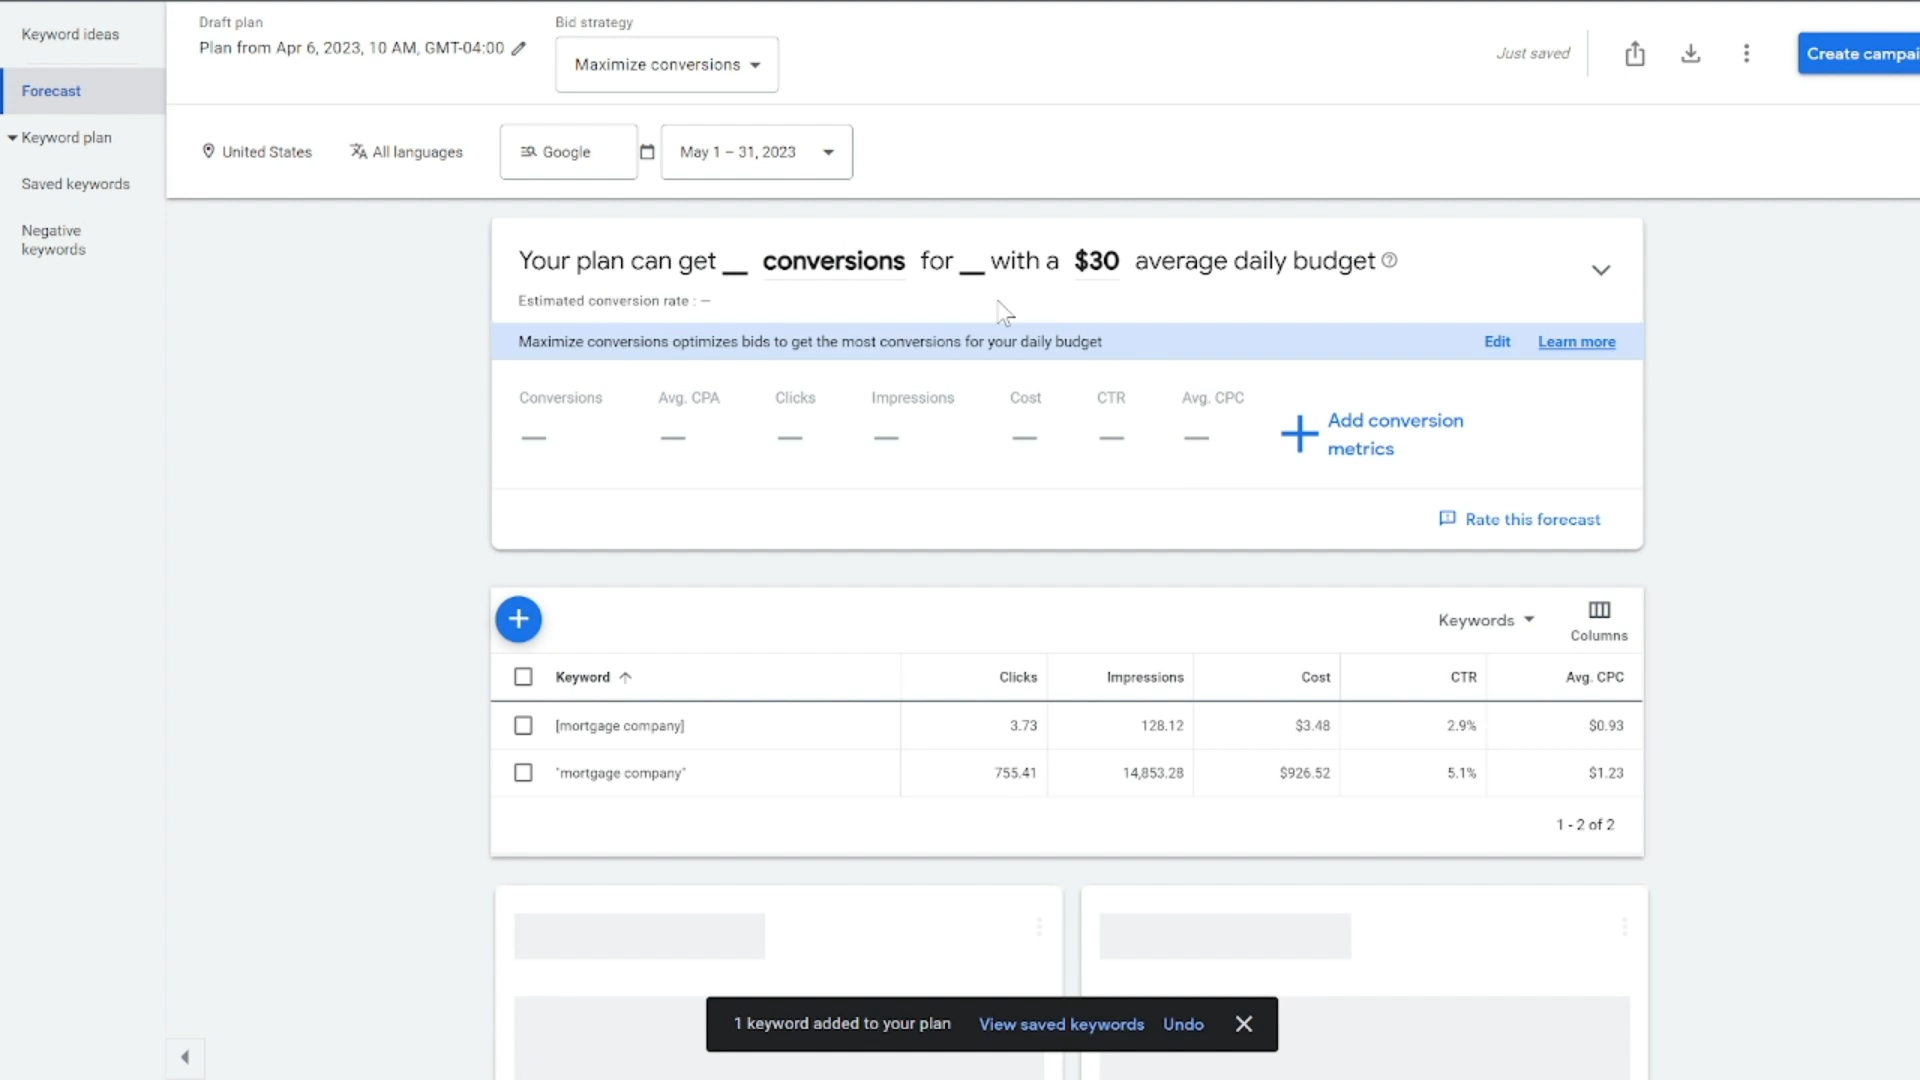 Keyword ideas
Forecast
Keyword plan
Saved keywords
Negative
keywords
Draft plan
Plan from Apr 6, 2023, 10 AM, GMT-04:00
Bid strategy
Maximize conversions
Just saved
Create campai
United States
All languages
Google
May 1 – 31, 2023
Your plan can get __ conversions for __ with a $30 average daily budget
Estimated conversion rate : —
Maximize conversions optimizes bids to get the most conversions for your daily budget
Edit
Learn more
Conversions Avg. CPA Clicks Impressions Cost CTR Avg. CPC
— — — — — — —
Add conversion
metrics
Rate this forecast
Keywords
Columns
Keyword Clicks Impressions Cost CTR Avg. CPC
[mortgage company] 3.73 128.12 $3.48 2.9% $0.93
"mortgage company" 755.41 14,853.28 $926.52 5.1% $1.23
1 - 2 of 2
1 keyword added to your plan View saved keywords Undo